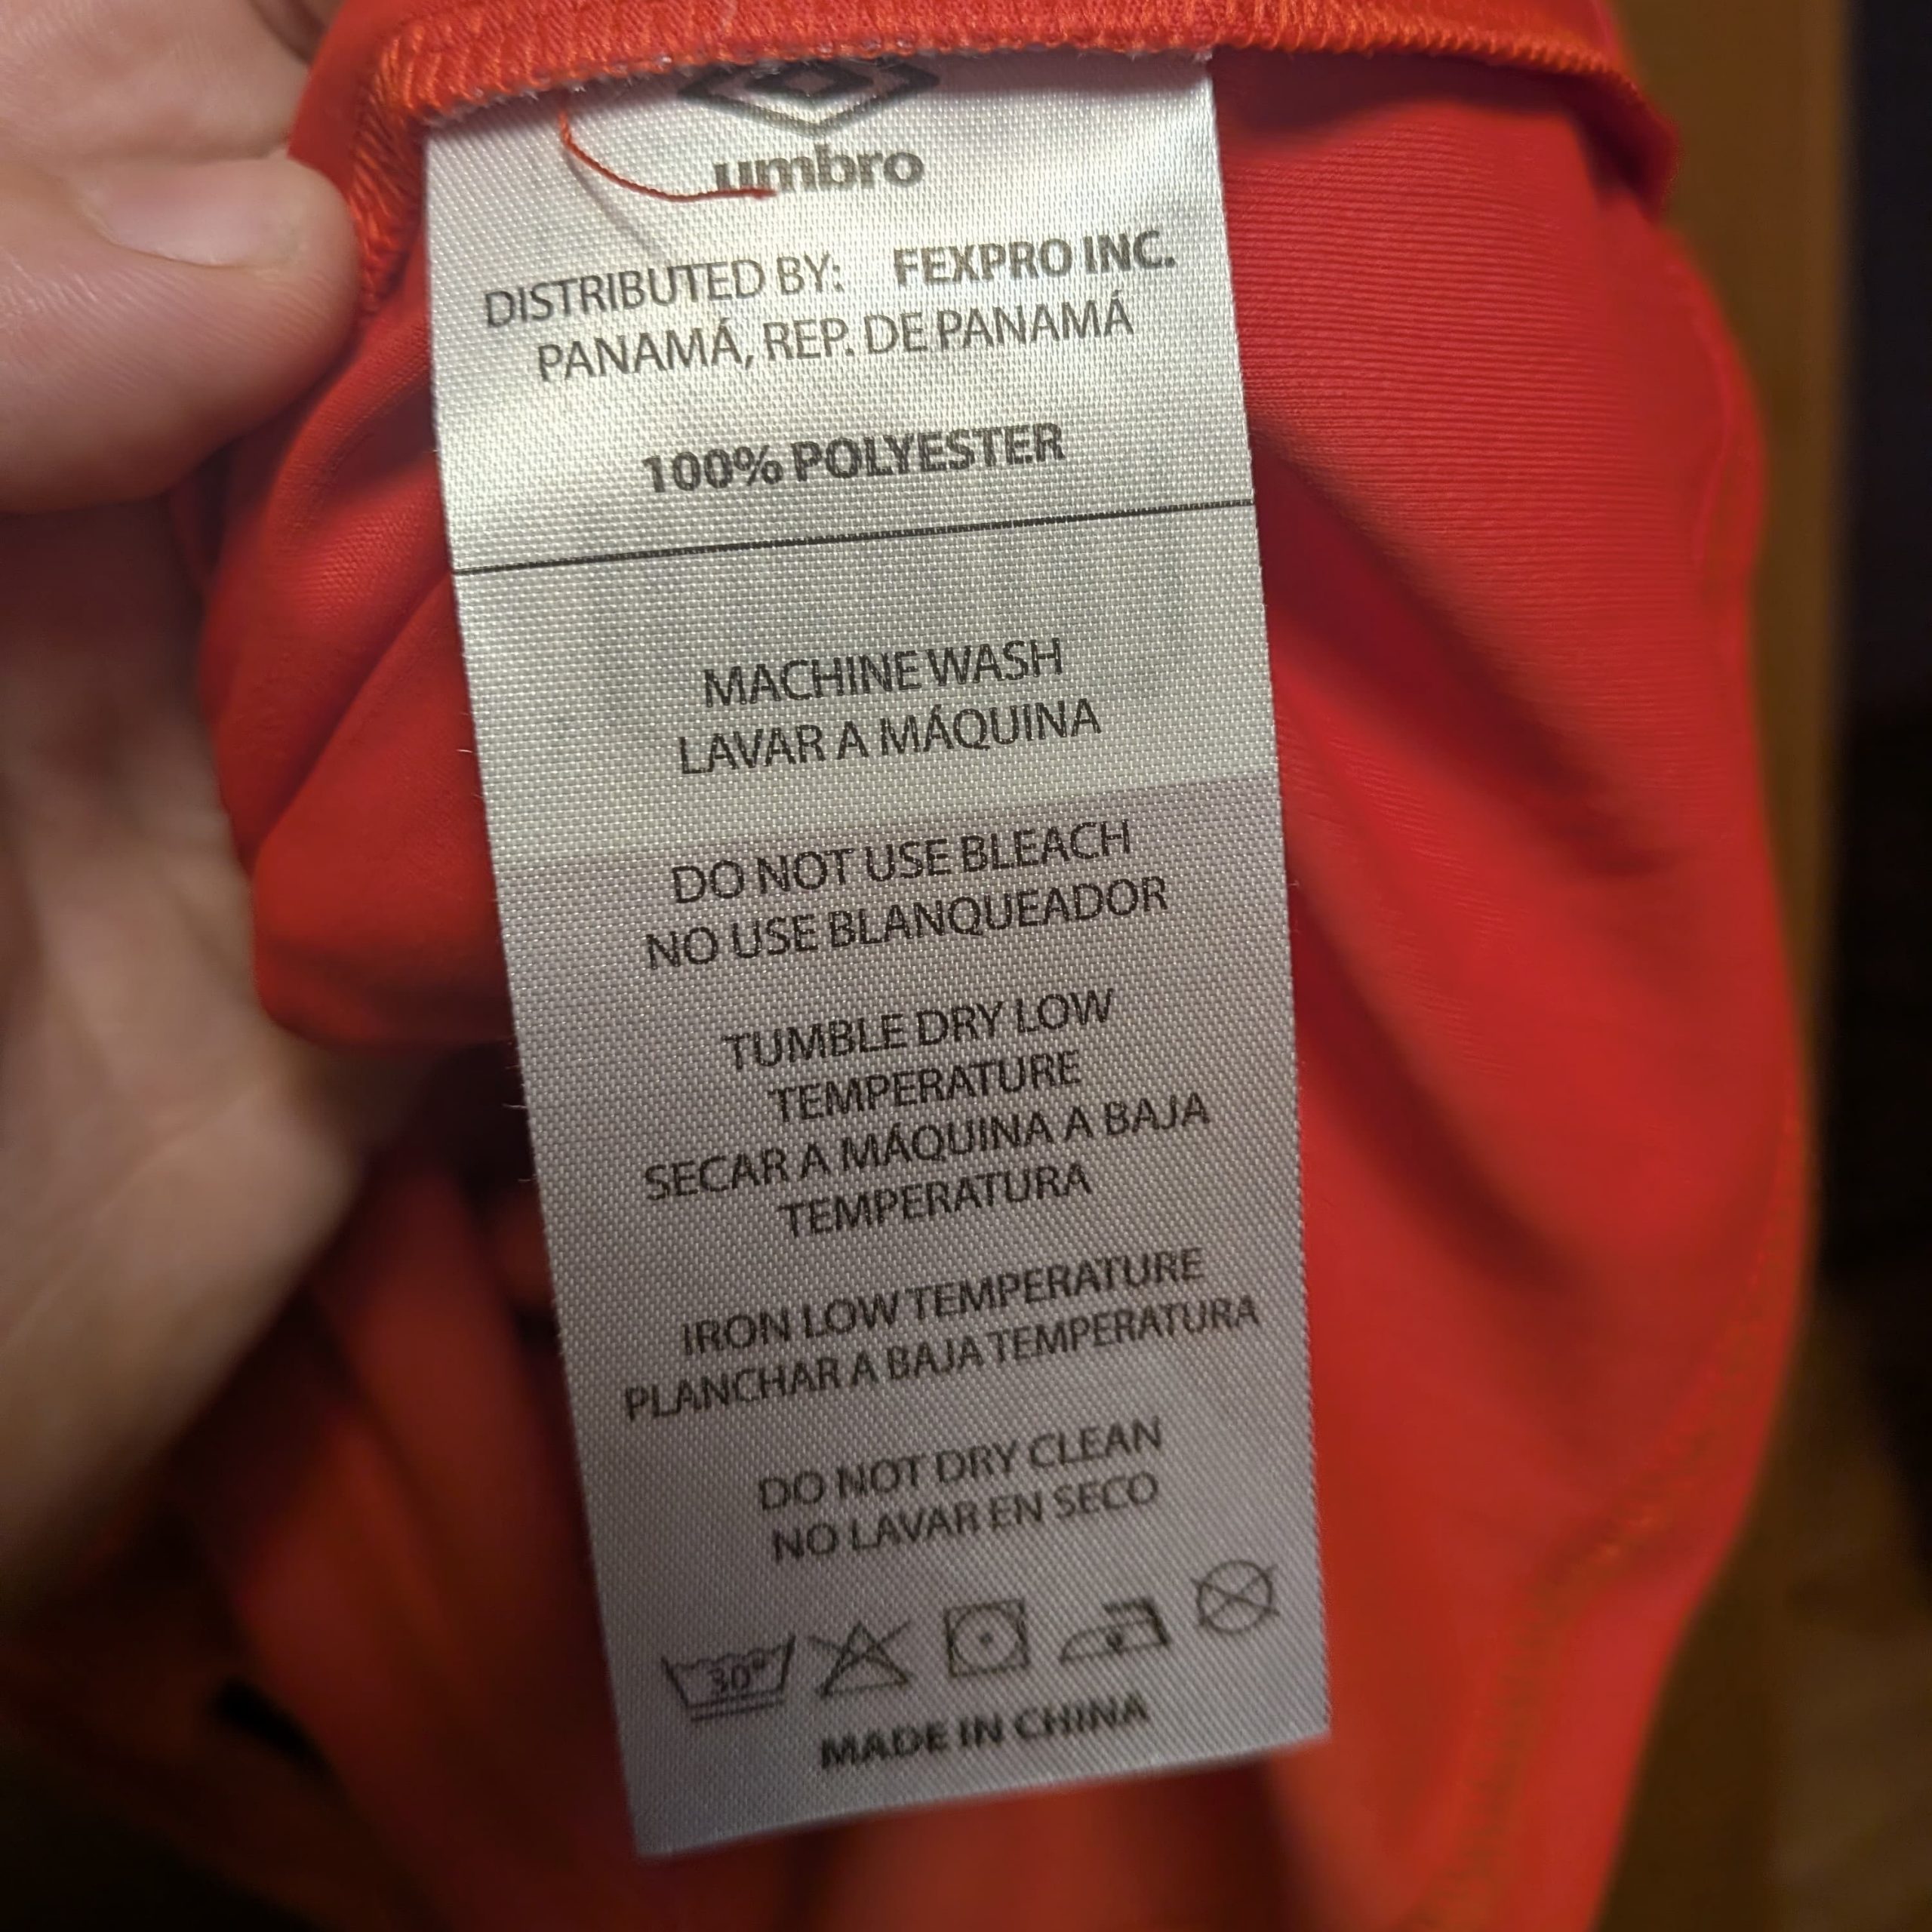 umbro
DISTRIBUTED BY: FEXPRO INC.
PANAMÁ, REP. DE PANAMÁ
100% POLYESTER
MACHINE WASH
LAVAR A MÁQUINA
DO NOT USE BLEACH
NO USE BLANQUEADOR
TUMBLE DRY LOW
TEMPERATURE
SECAR A MÁQUINA A BAJA
TEMPERATURA
IRON LOW TEMPERATURE
PLANCHAR A BAJA TEMPERATURA
DO NOT DRY CLEAN
NO LAVAR EN SECO
30°
MADE IN CHINA